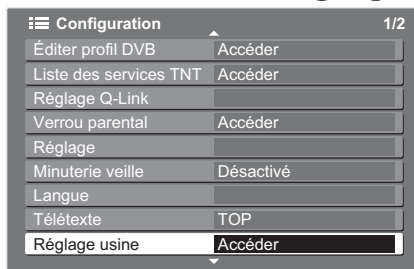 Configuration 1/2
Éditer profil DVB Accéder
Liste des services TNT Accéder
Réglage Q-Link
Verrou parental Accéder
Réglage
Minuterie veille Désactivé
Langue
Télétexte TOP
Réglage usine Accéder